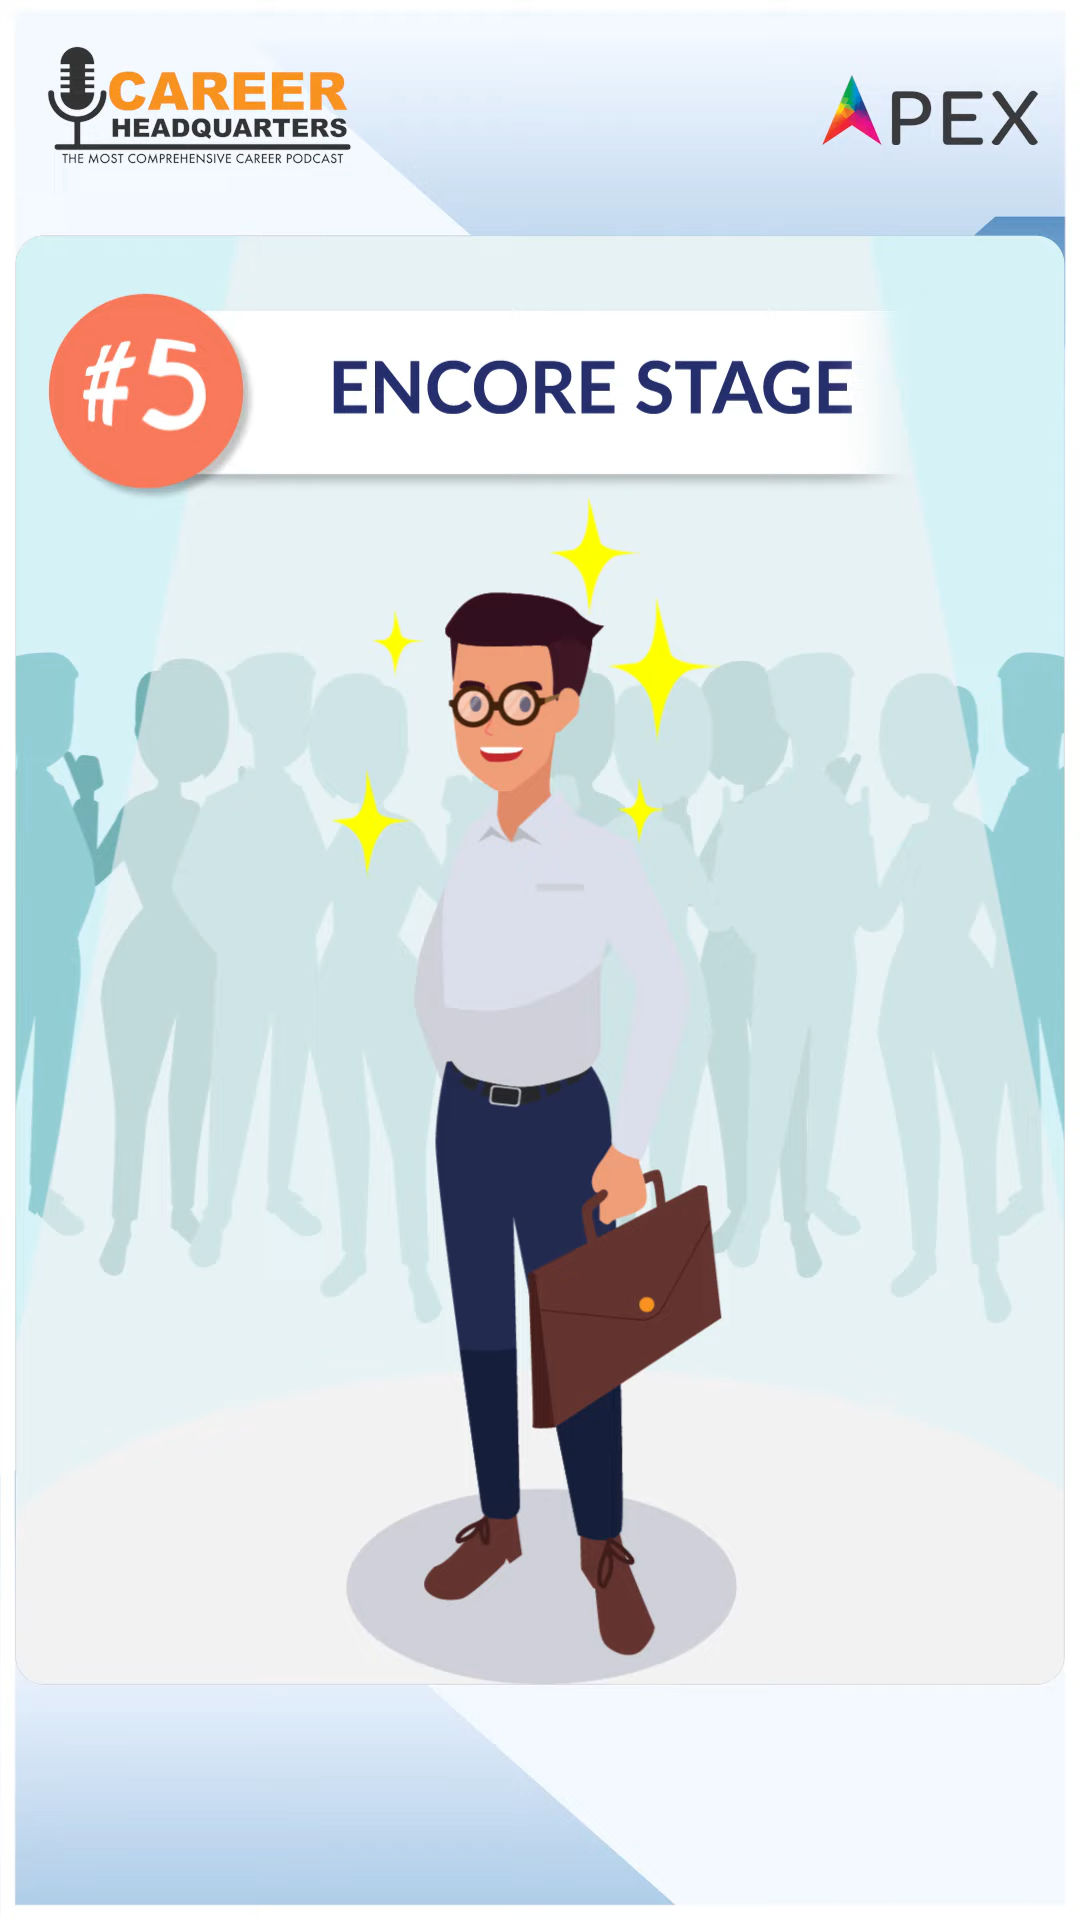 CAREER
HEADQUARTERS
THE MOST COMPREHENSIVE CAREER PODCAST
APEX
#5
ENCORE STAGE